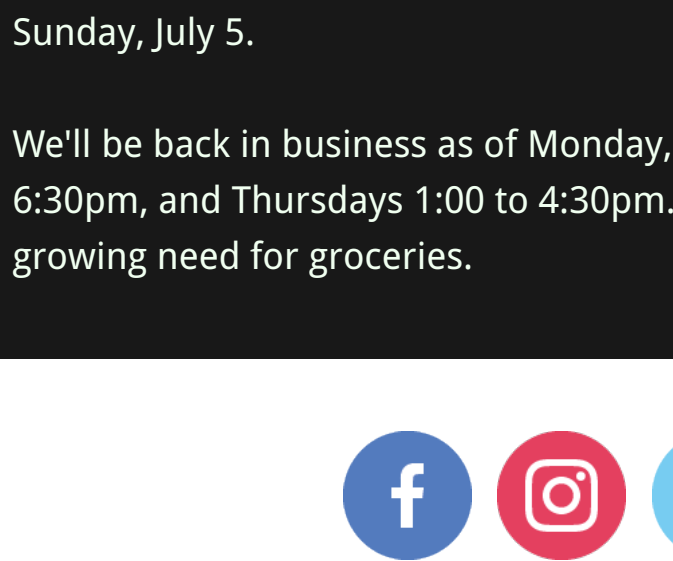 Sunday, July 5.
We'll be back in business as of Monday,
6:30pm, and Thursdays 1:00 to 4:30pm.
growing need for groceries.